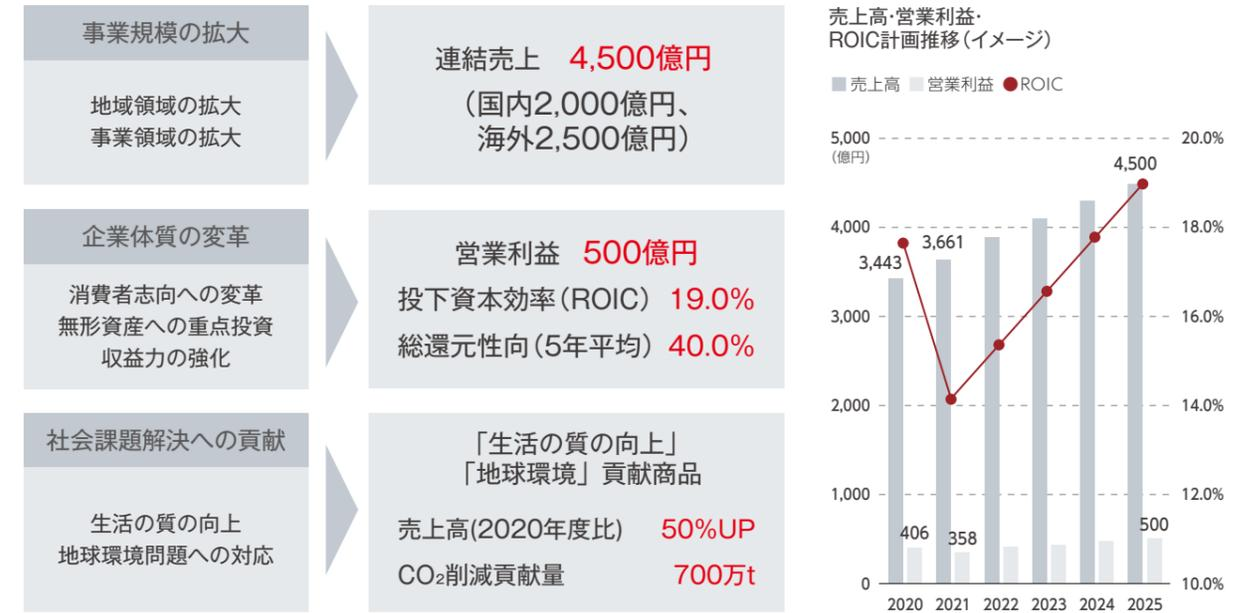 事業規模の拡大
地域領域の拡大
事業領域の拡大
連結売上 4,500億円
（国内2,000億円、
海外2,500億円）
企業体質の変革
消費者志向への変革
無形資産への重点投資
収益力の強化
営業利益 500億円
投下資本効率（ROIC） 19.0%
総還元性向（5年平均） 40.0%
社会課題解決への貢献
生活の質の向上
地球環境問題への対応
「生活の質の向上」
「地球環境」貢献商品
売上高(2020年度比) 50%UP
CO₂削減貢献量 700万t
売上高・営業利益・
ROIC計画推移（イメージ）
売上高 営業利益 ROIC
5,000 20.0%
（億円）
4,500
4,000 18.0%
3,661
3,443
3,000 16.0%
2,000 14.0%
1,000 12.0%
406 358 500
0 10.0%
2020 2021 2022 2023 2024 2025